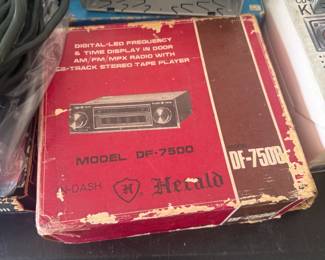 DIGITAL-LED FREQUENCY
& TIME DISPLAY IN DOOR
AM/FM/MPX RADIO WITH
-TRACK STEREO TAPE PLAYER
MODEL DF-7500
-DASH H Herald
DF-7500